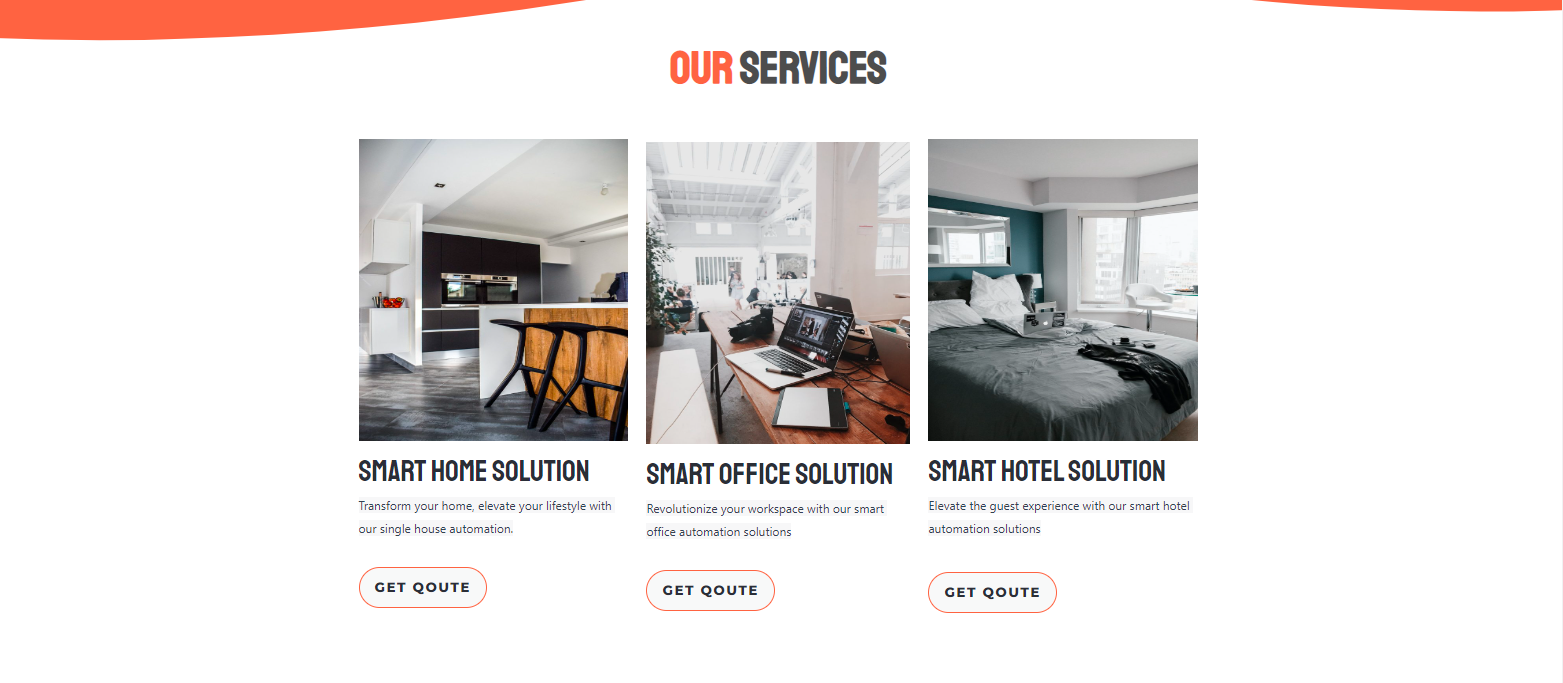 OUR SERVICES
SMART HOME SOLUTION
Transform your home, elevate your lifestyle with
our single house automation.
GET QOUTE
SMART OFFICE SOLUTION
Revolutionize your workspace with our smart
office automation solutions
GET QOUTE
SMART HOTEL SOLUTION
Elevate the guest experience with our smart hotel
automation solutions
GET QOUTE